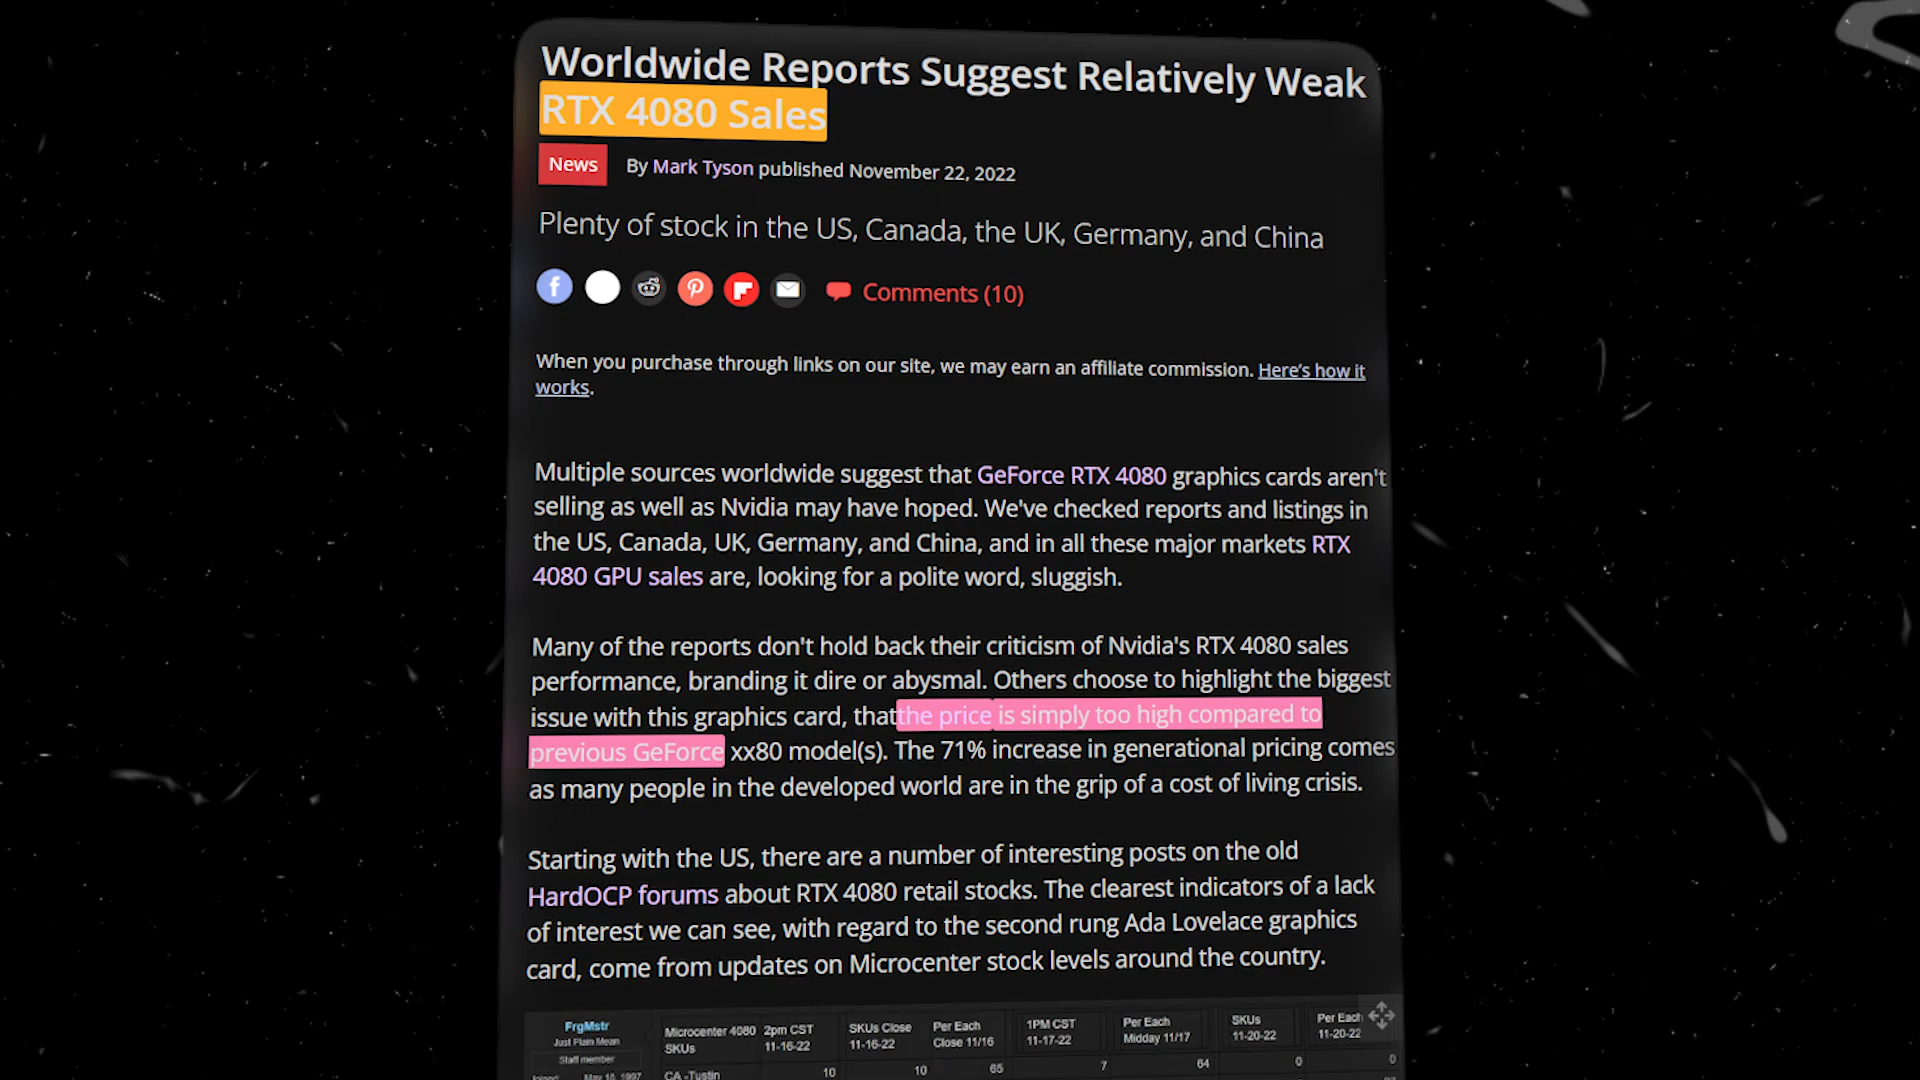 Worldwide Reports Suggest Relatively Weak
RTX 4080 Sales
News By Mark Tyson published November 22, 2022
Plenty of stock in the US, Canada, the UK, Germany, and China
Comments (10)
When you purchase through links on our site, we may earn an affiliate commission. Here's how it
works.
Multiple sources worldwide suggest that GeForce RTX 4080 graphics cards aren't
selling as well as Nvidia may have hoped. We've checked reports and listings in
the US, Canada, UK, Germany, and China, and in all these major markets RTX
4080 GPU sales are, looking for a polite word, sluggish.
Many of the reports don't hold back their criticism of Nvidia's RTX 4080 sales
performance, branding it dire or abysmal. Others choose to highlight the biggest
issue with this graphics card, that the price is simply too high compared to
previous GeForce xx80 model(s). The 71% increase in generational pricing comes
as many people in the developed world are in the grip of a cost of living crisis.
Starting with the US, there are a number of interesting posts on the old
HardOCP forums about RTX 4080 retail stocks. The clearest indicators of a lack
of interest we can see, with regard to the second rung Ada Lovelace graphics
card, come from updates on Microcenter stock levels around the country.
FrgMstr
Just Plain Mean
Staff member
Joined May 18, 1997
Microcenter 4080 2pm CST SKUs Close Per Each 1PM CST Per Each SKUs Per Each
SKUs 11-16-22 11-16-22 Close 11/16 11-17-22 Midday 11/17 11-20-22 11-20-22
CA -Tustin 10 10 65 7 64 0 0